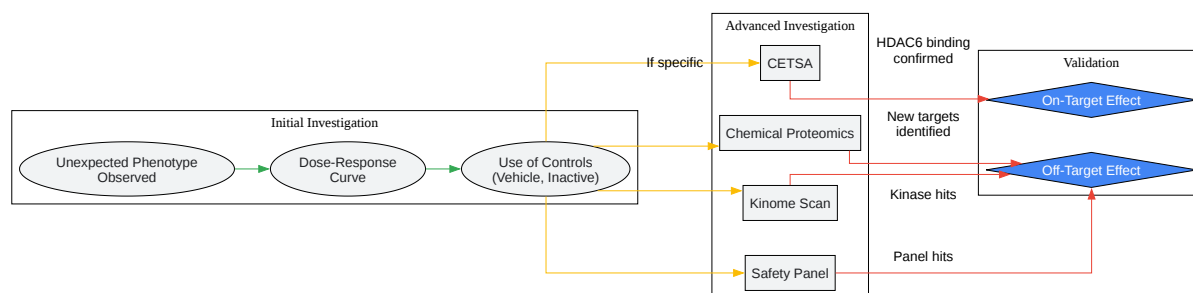 Initial Investigation
Unexpected Phenotype
Observed
Dose-Response
Curve
Use of Controls
(Vehicle, Inactive)
If specific
Advanced Investigation
CETSA
Chemical Proteomics
Kinome Scan
Safety Panel
HDAC6 binding
confirmed
New targets
identified
Kinase hits
Panel hits
Validation
On-Target Effect
Off-Target Effect